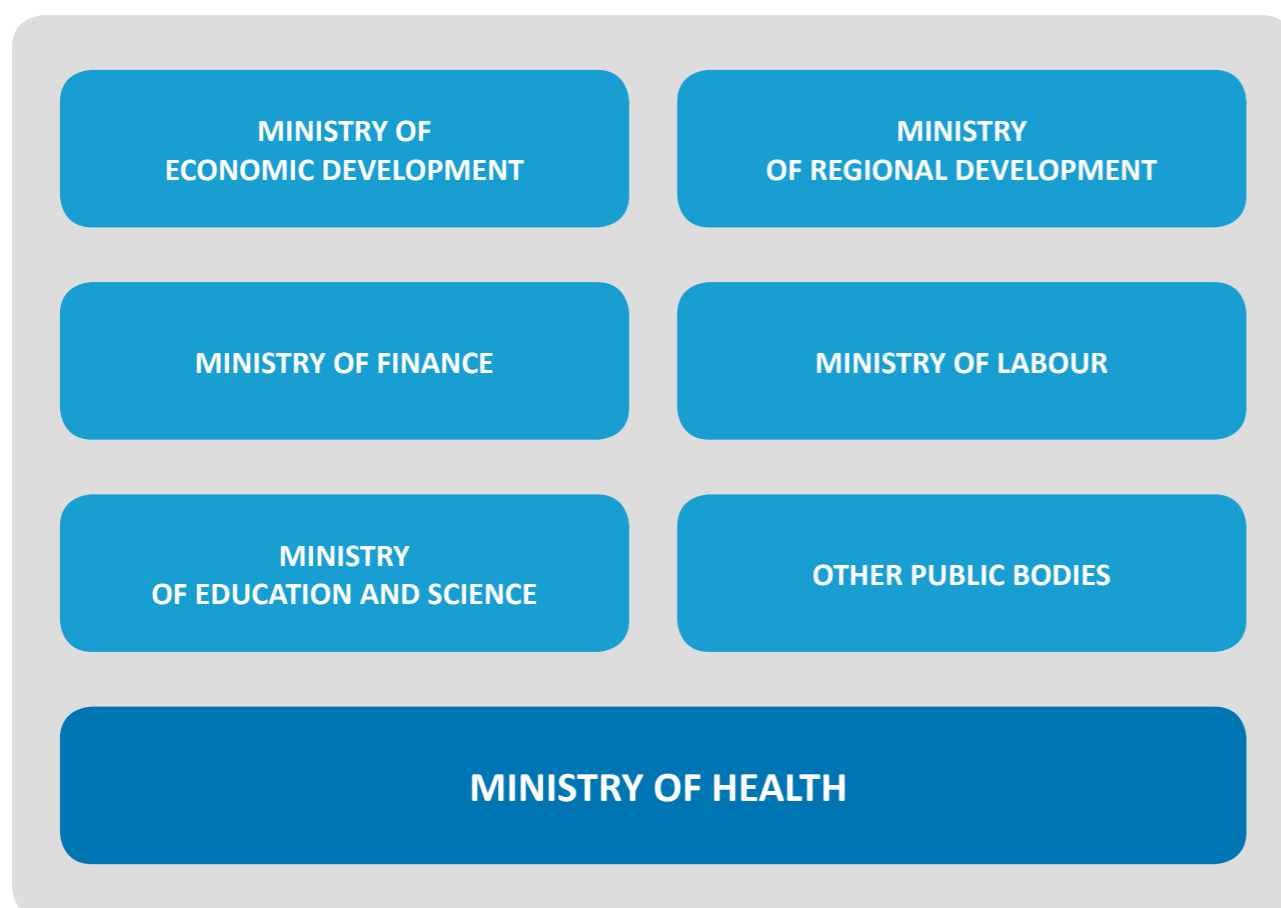 MINISTRY OF
ECONOMIC DEVELOPMENT
MINISTRY
OF REGIONAL DEVELOPMENT
MINISTRY OF FINANCE
MINISTRY OF LABOUR
MINISTRY
OF EDUCATION AND SCIENCE
OTHER PUBLIC BODIES
MINISTRY OF HEALTH